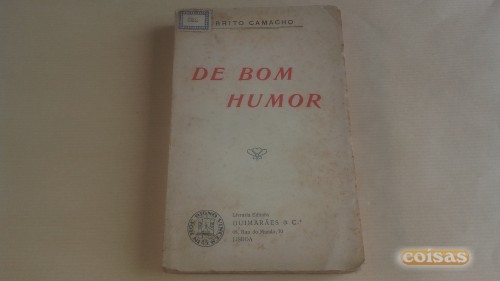 BRITO CAMACHO
DE BOM
HUMOR
Livraria Editora
GUIMARÃES & C.ª
LISBOA
coisas